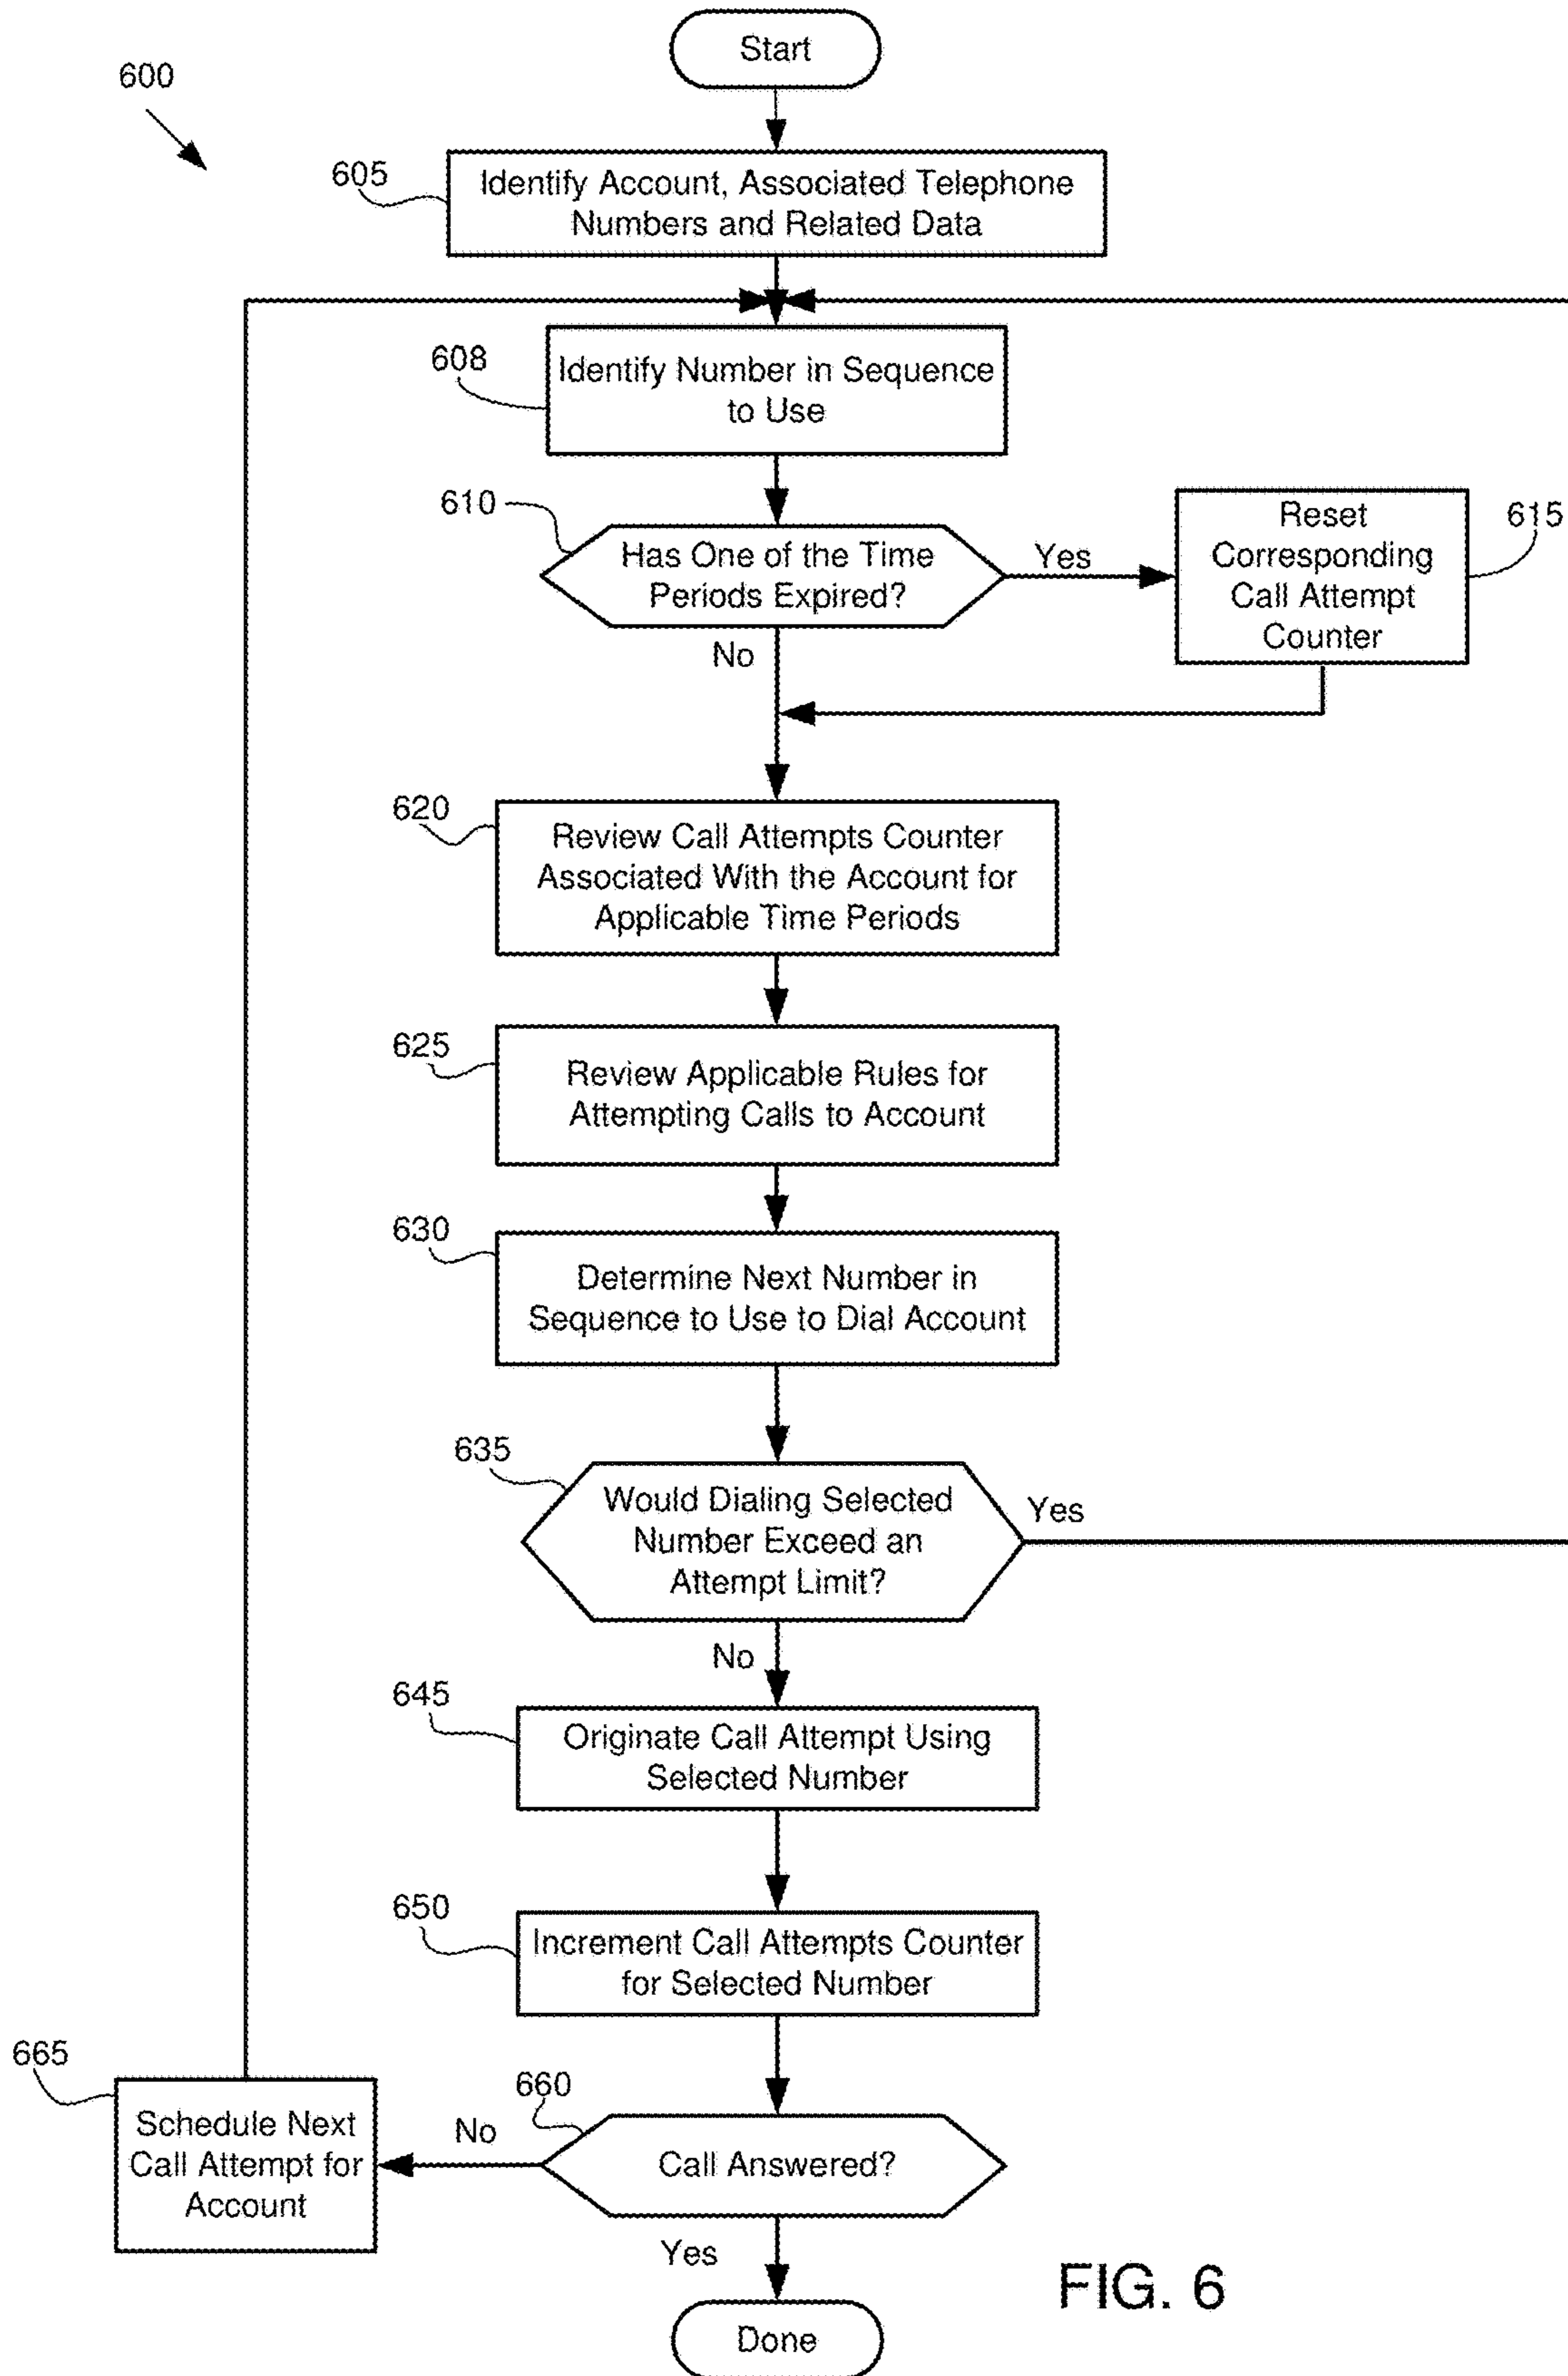 Start
600
605
Identify Account, Associated Telephone
Numbers and Related Data
608
Identify Number in Sequence
to Use
610
Has One of the Time
Periods Expired?
Yes
Reset
Corresponding
Call Attempt
Counter
615
No
620
Review Call Attempts Counter
Associated With the Account for
Applicable Time Periods
625
Review Applicable Rules for
Attempting Calls to Account
630
Determine Next Number in
Sequence to Use to Dial Account
635
Would Dialing Selected
Number Exceed an
Attempt Limit?
Yes
No
645
Originate Call Attempt Using
Selected Number
650
Increment Call Attempts Counter
for Selected Number
665
Schedule Next
Call Attempt for
Account
No
660
Call Answered?
Yes
Done
FIG. 6